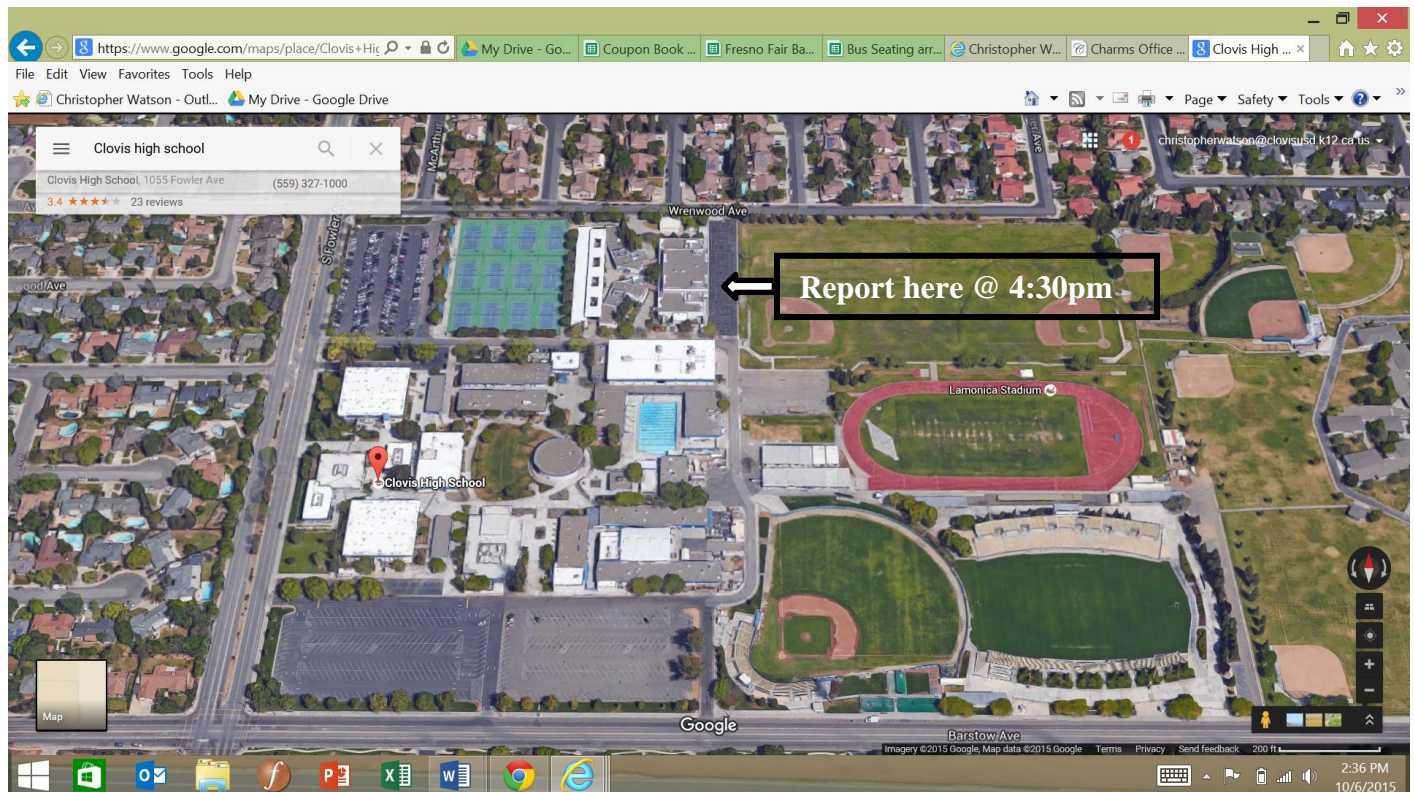 https://www.google.com/maps/place/Clovis+Hig
My Drive - Go...
Coupon Book ...
Fresno Fair Ba...
Bus Seating arr...
Christopher W...
Charms Office ...
Clovis High ...
File Edit View Favorites Tools Help
Christopher Watson - Outl...
My Drive - Google Drive
Page Safety Tools
Clovis high school
Clovis High School, 1055 Fowler Ave
(559) 327-1000
3.4
23 reviews
McArthur
1
christopherwatson@clovisusd.k12.ca.us
Wrenwood Ave
S Fowler
wood Ave
Report here @ 4:30pm
Lamonica Stadium
Clovis High School
Map
Google
Barstow Ave
Imagery ©2015 Google, Map data ©2015 Google Terms Privacy Send feedback 200 ft
2:36 PM
10/6/2015